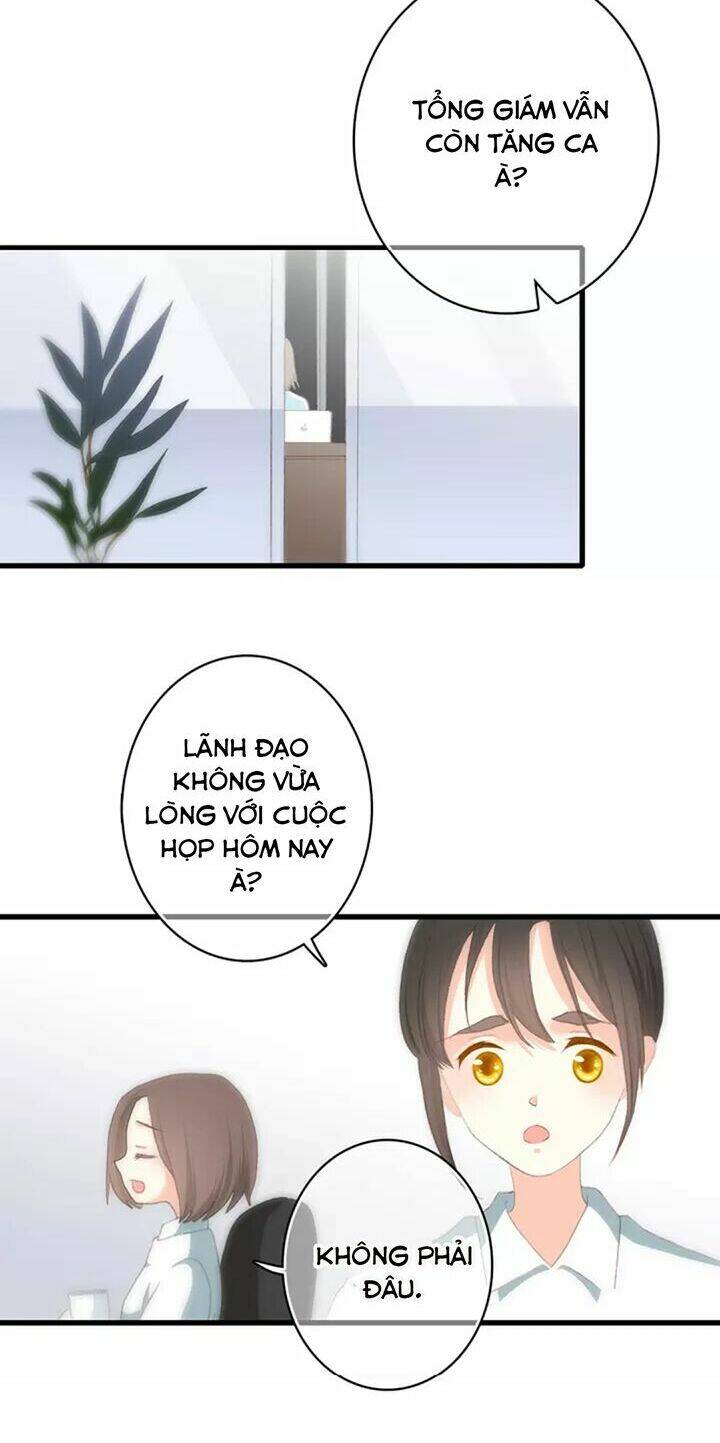 TỔNG GIÁM VẪN
CÒN TĂNG CA
À?
LÃNH ĐẠO
KHÔNG VỪA
LÒNG VỚI CUỘC
HỌP HÔM NAY
À?
KHÔNG PHẢI
ĐÂU.